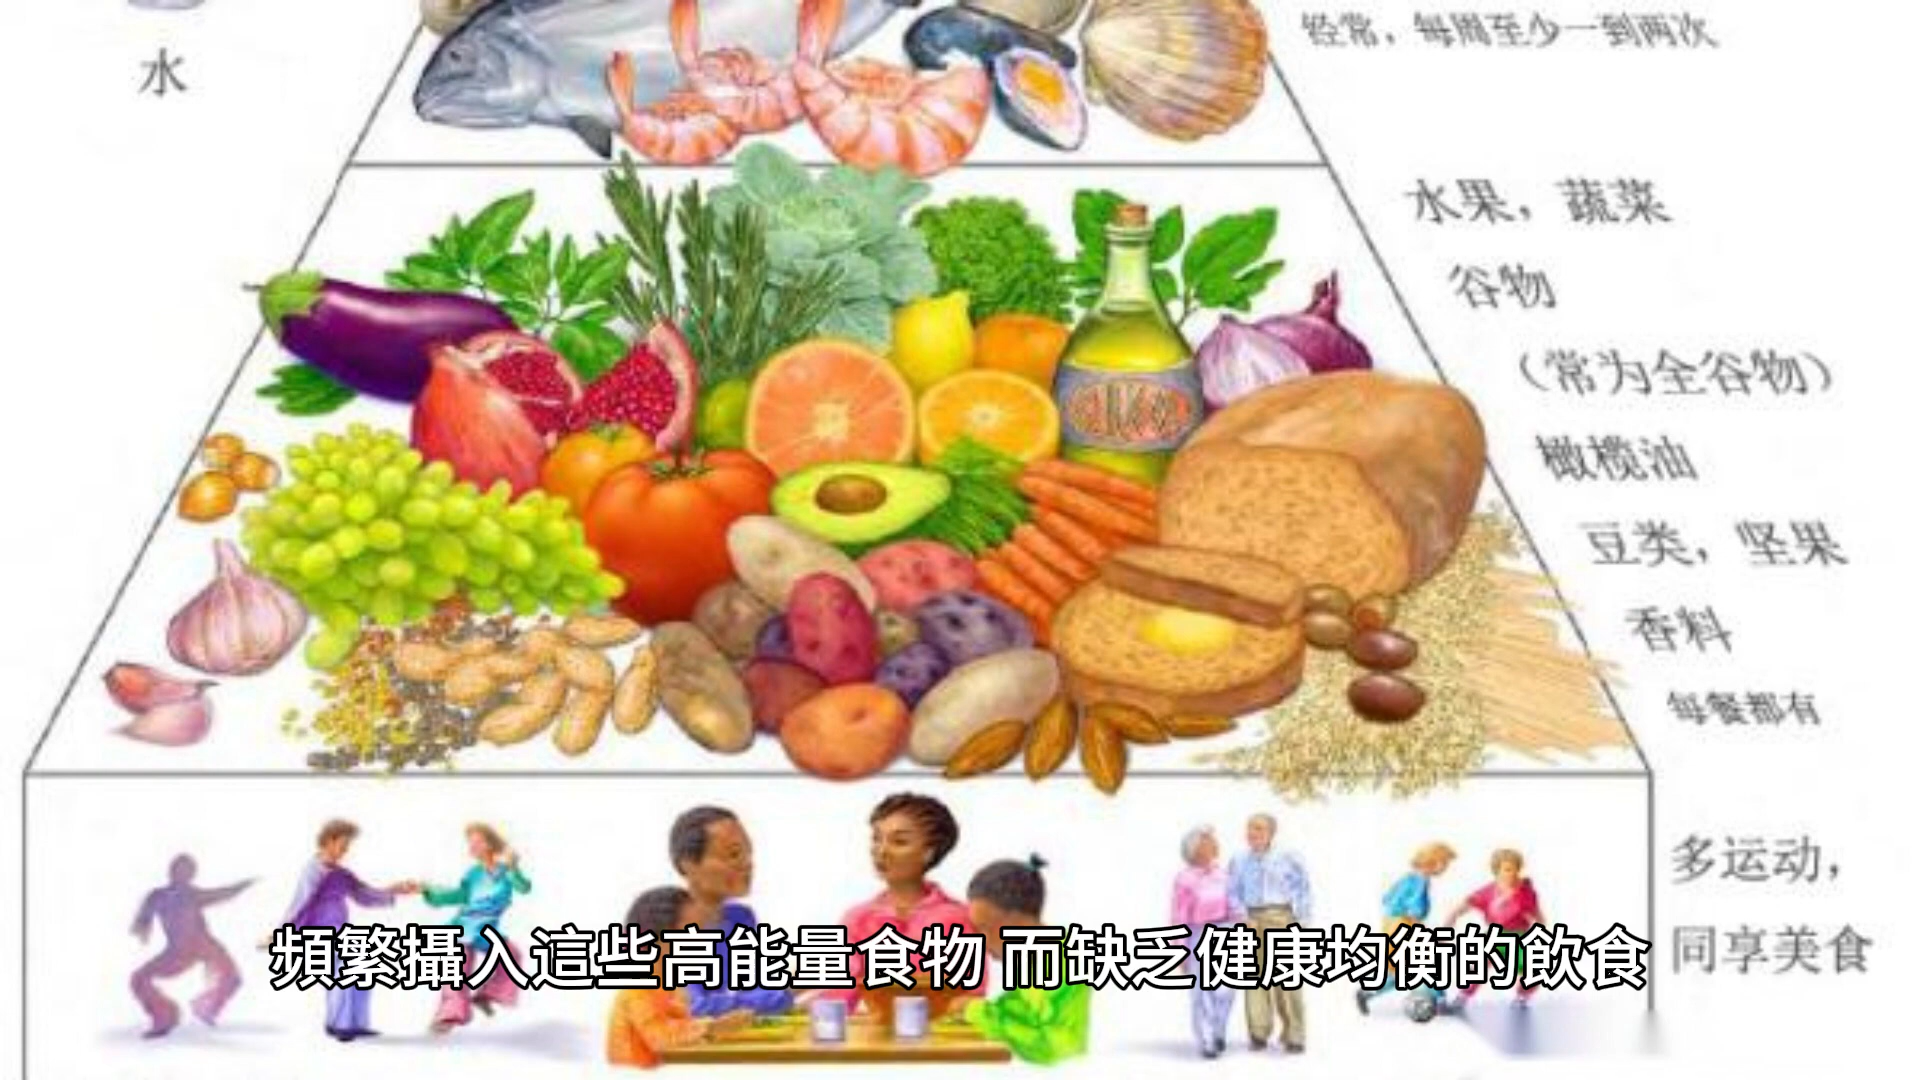 水
经常，每周至少一到两次
水果，蔬菜
谷物
（常为全谷物）
橄榄油
豆类，坚果
香料
每餐都有
多运动，
同享美食
頻繁攝入這些高能量食物 而缺乏健康均衡的飲食